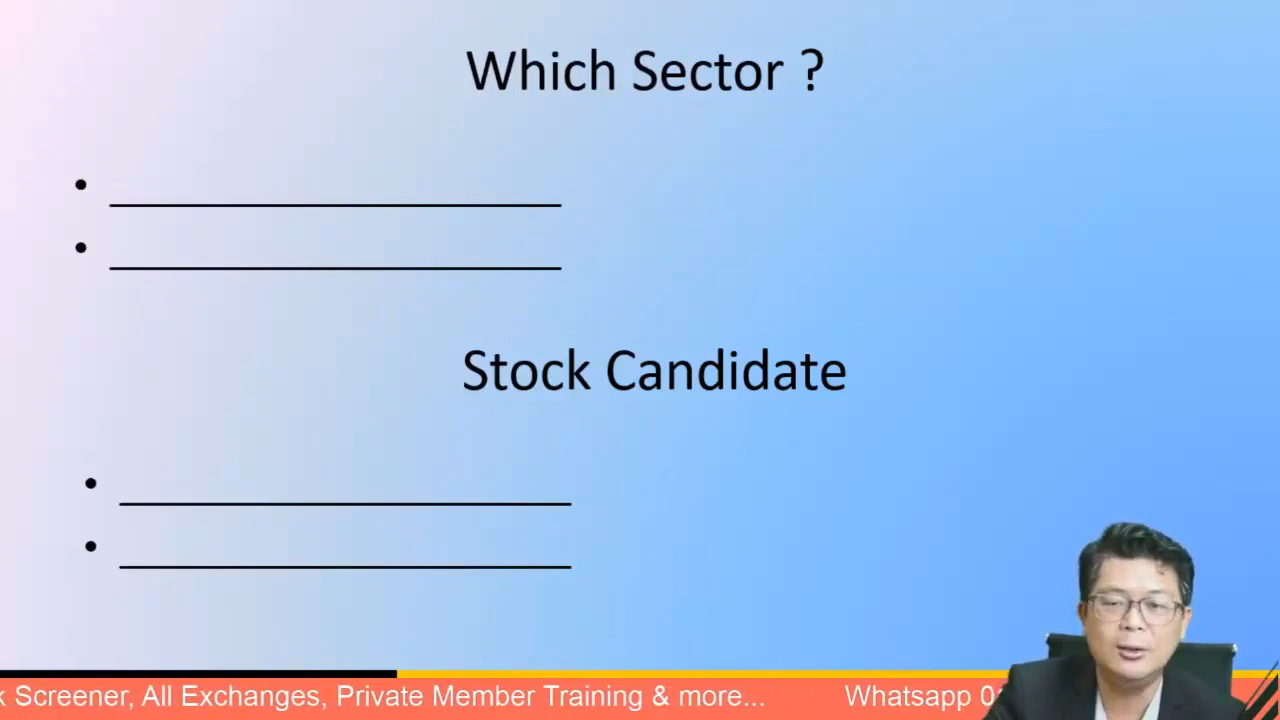 Which Sector ?
Stock Candidate
Screener, All Exchanges, Private Member Training & more... Whatsapp